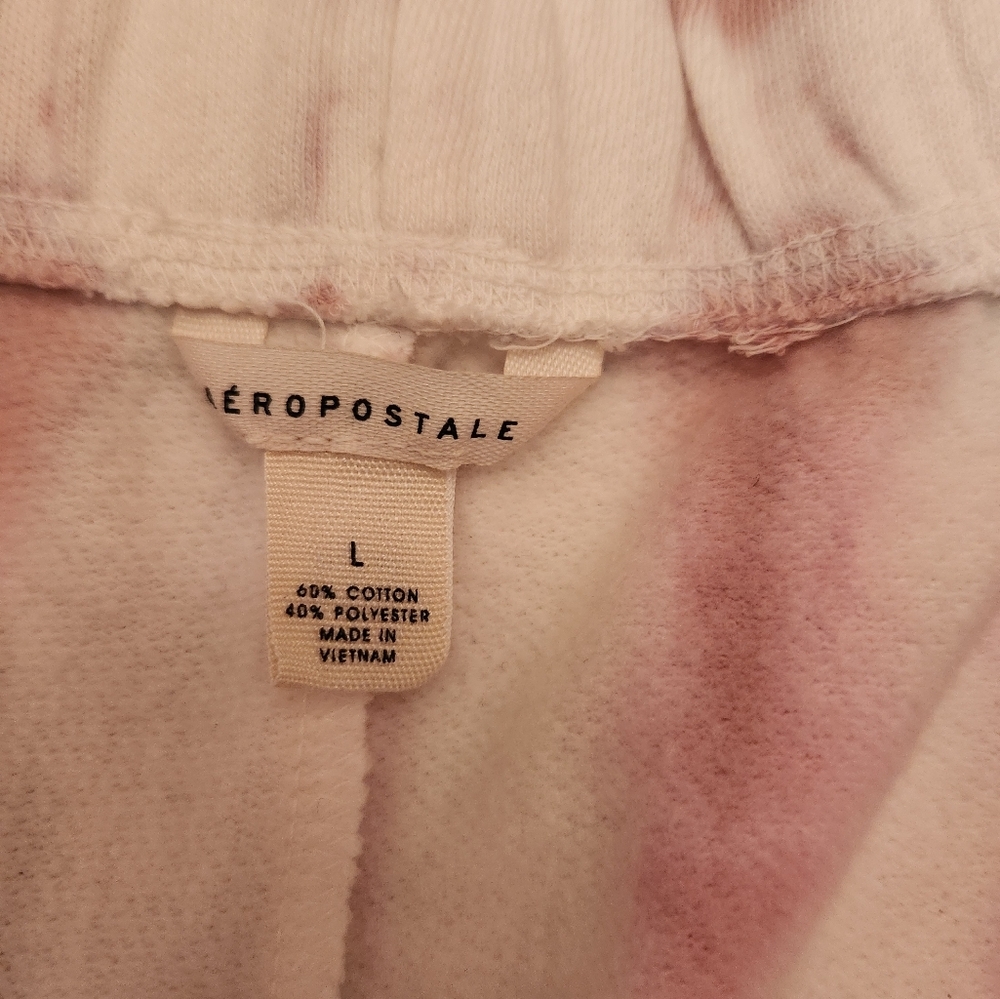 AÉROPOSTALE
L
60% COTTON
40% POLYESTER
MADE IN
VIETNAM